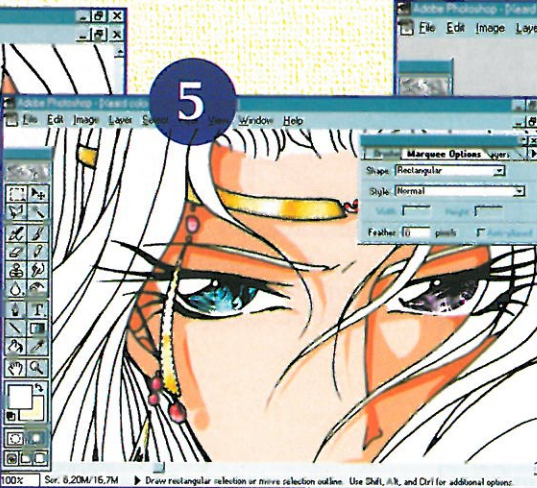 Adobe Photoshop
File Edit Image Laye
5
Adobe Photoshop
File Edit Image Layer Select View Window Help
Marquee Options
Shape: Rectangular
Style: Normal
Width: Height:
Feather: 0 pixels Anti-aliased
100% Scr: 8,20M/16,7M Draw rectangular selection or move selection outline. Use Shift, Alt, and Ctrl for additional options.